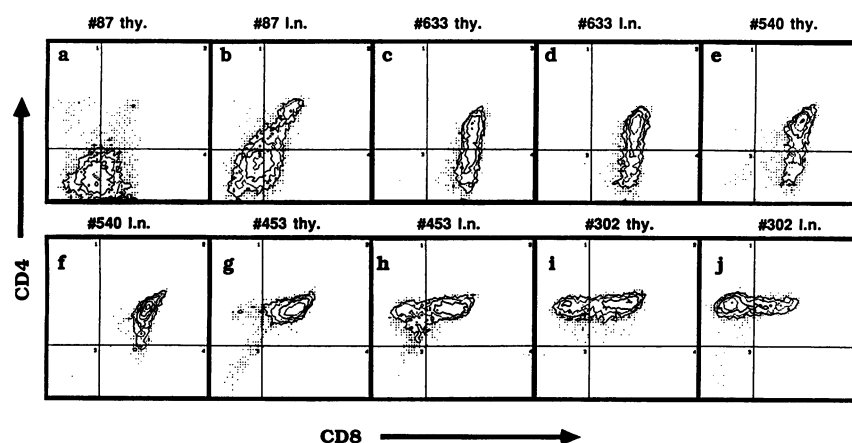 #87 thy. #87 l.n. #633 thy. #633 l.n. #540 thy.
a b c d e
#540 l.n. #453 thy. #453 l.n. #302 thy. #302 l.n.
f g h i j
CD4
CD8